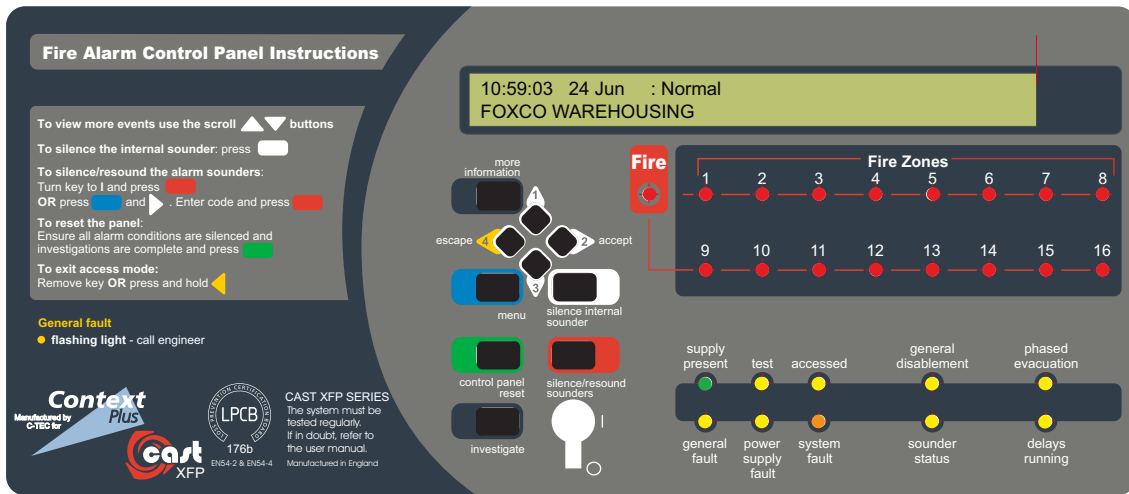 Fire Alarm Control Panel Instructions
To view more events use the scroll buttons
To silence the internal sounder: press
To silence/resound the alarm sounders:
Turn key to I and press
OR press and . Enter code and press
To reset the panel:
Ensure all alarm conditions are silenced and
investigations are complete and press
To exit access mode:
Remove key OR press and hold
General fault
flashing light - call engineer
Context
Plus
Manufactured by
C-TEC for
cast
XFP
LOSS PREVENTION CERTIFICATION BOARD
LPCB
176b
EN54-2 & EN54-4
CAST XFP SERIES
The system must be
tested regularly.
If in doubt, refer to
the user manual.
Manufactured in England
10:59:03 24 Jun : Normal
FOXCO WAREHOUSING
more
information
1
escape
4
2
accept
3
menu
silence internal
sounder
control panel
reset
silence/resound
sounders
investigate
I
O
Fire
Fire Zones
1 2 3 4 5 6 7 8
9 10 11 12 13 14 15 16
supply
present
test
accessed
general
disablement
phased
evacuation
general
fault
power
supply
fault
system
fault
sounder
status
delays
running